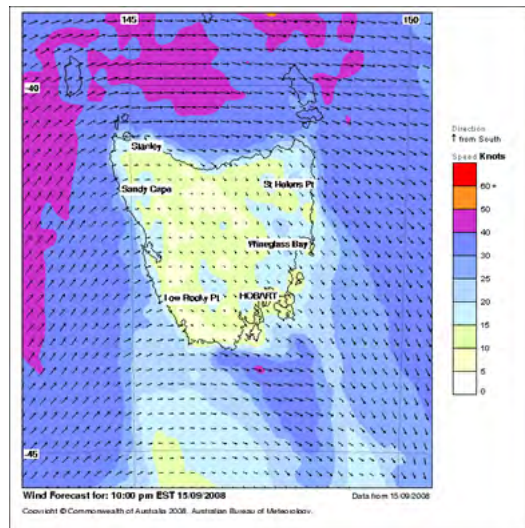 145
150
-40
Stanley
Sandy Cape
St Helens Pt
Wineglass Bay
Low Rocky Pt
HOBART
-45
Direction
↑ from South
Speed Knots
60+
60
50
40
30
25
20
15
10
5
0
Wind Forecast for: 10:00 pm EST 15/09/2008
Data from 15/09/2008
Copyright © Commonwealth of Australia 2008, Australian Bureau of Meteorology.